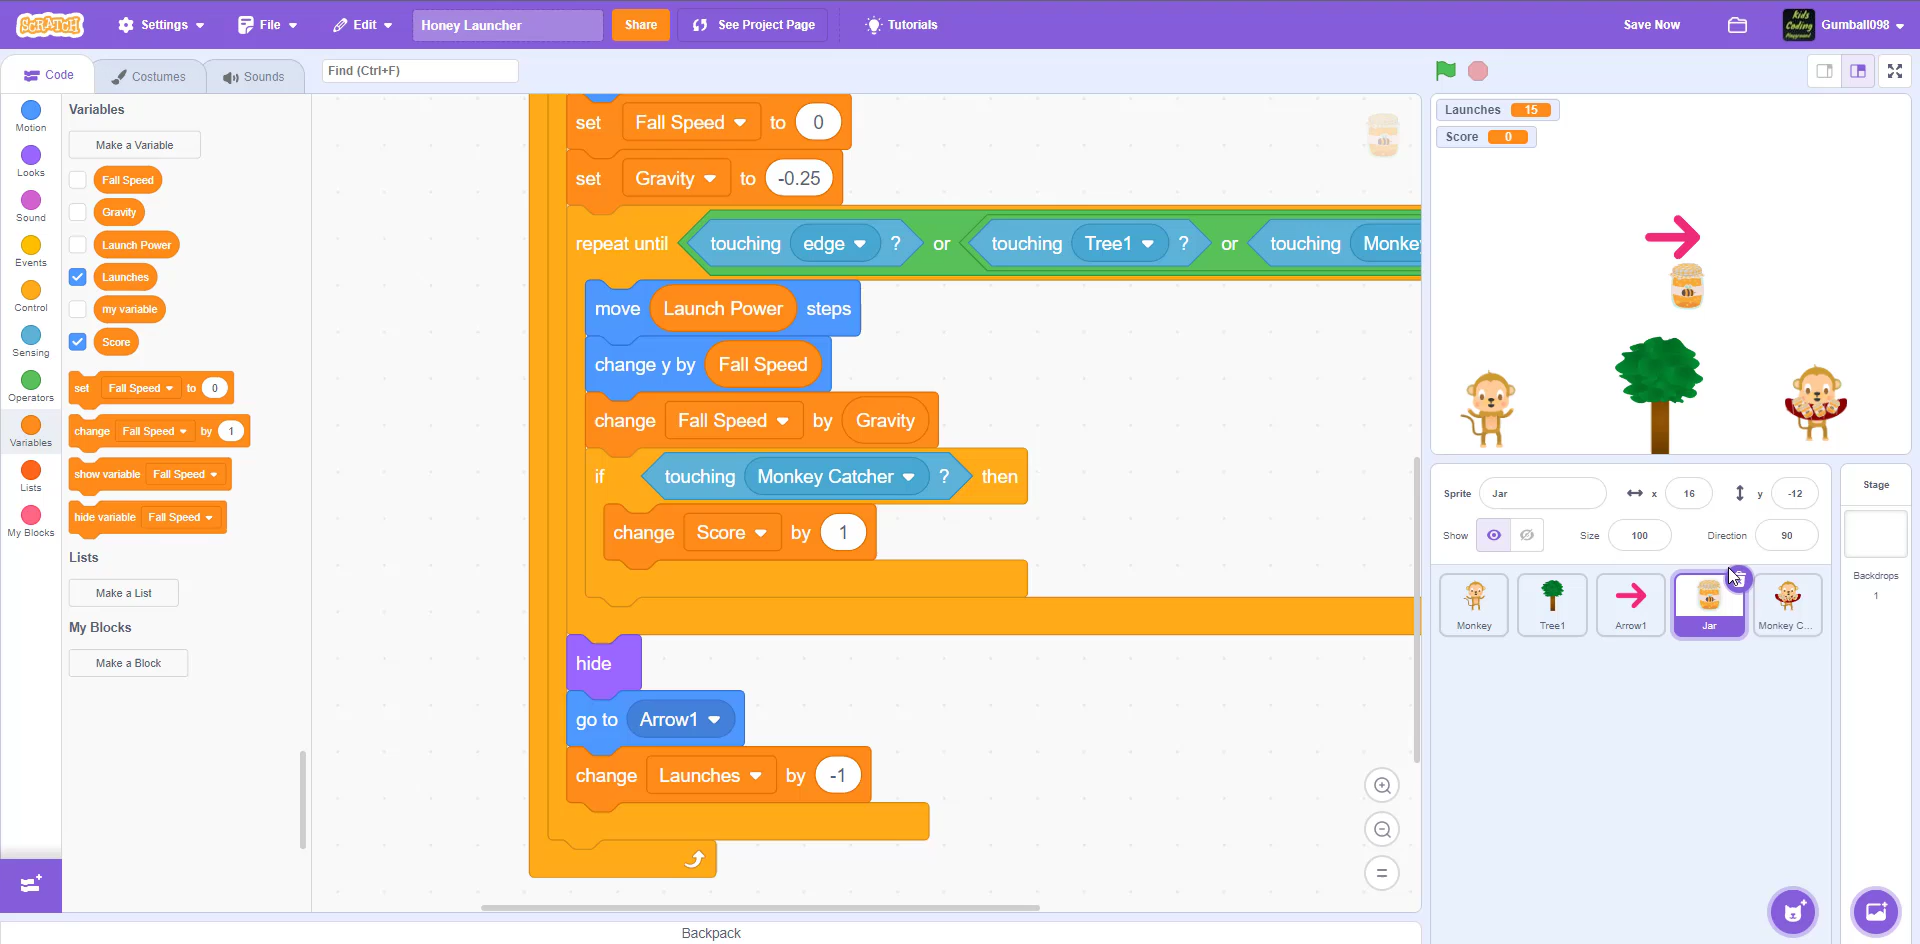 SCRATCH
Settings
File
Edit
Honey Launcher
Share
See Project Page
Tutorials
Save Now
Kids
Coding
Playground
Gumball098
Code
Costumes
Sounds
Find (Ctrl+F)
Motion
Looks
Sound
Events
Control
Sensing
Operators
Variables
Lists
My Blocks
Variables
Make a Variable
Fall Speed
Gravity
Launch Power
Launches
my variable
Score
set Fall Speed to 0
change Fall Speed by 1
show variable Fall Speed
hide variable Fall Speed
Lists
Make a List
My Blocks
Make a Block
set Fall Speed to 0
set Gravity to -0.25
repeat until touching edge ? or touching Tree1 ? or touching Monke
move Launch Power steps
change y by Fall Speed
change Fall Speed by Gravity
if touching Monkey Catcher ? then
change Score by 1
hide
go to Arrow1
change Launches by -1
Backpack
Launches 15
Score 0
Sprite Jar x 16 y -12
Show Size 100 Direction 90
Monkey
Tree1
Arrow1
Jar
Monkey C...
Stage
Backdrops
1